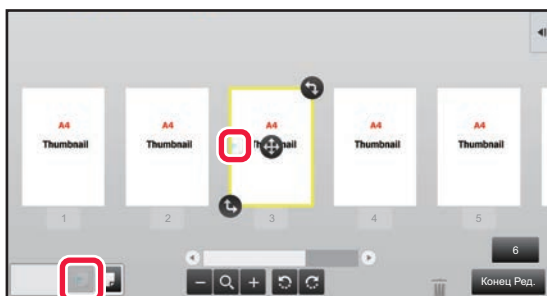 A4 A4 A4 A4 A4
Thumbnail Thumbnail Thumbnail Thumbnail
1 2 3 4 5
6
Конец Ред.